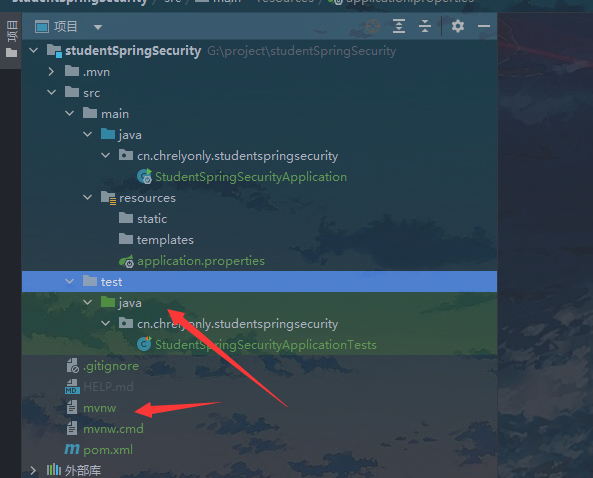 studentSpringSecurity / src / main / resources / application.properties
项目
项目
studentSpringSecurity G:\project\studentSpringSecurity
.mvn
src
main
java
cn.chrelyonly.studentspringsecurity
StudentSpringSecurityApplication
resources
static
templates
application.properties
test
java
cn.chrelyonly.studentspringsecurity
StudentSpringSecurityApplicationTests
.gitignore
HELP.md
mvnw
mvnw.cmd
pom.xml
外部库